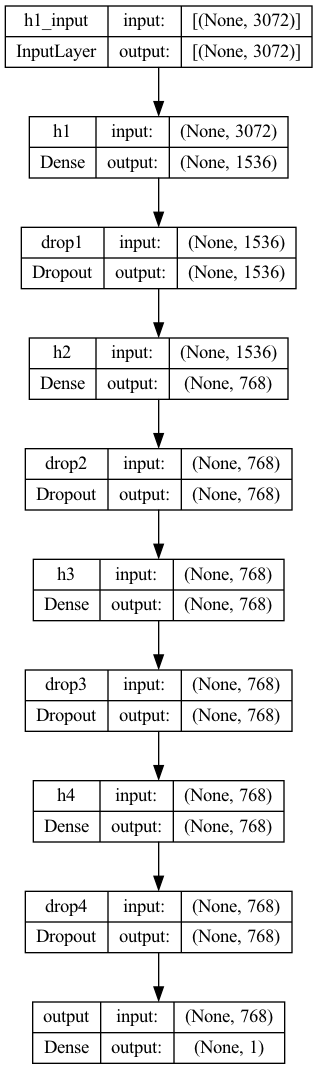 h1_input input: [(None, 3072)]
InputLayer output: [(None, 3072)]
h1 input: (None, 3072)
Dense output: (None, 1536)
drop1 input: (None, 1536)
Dropout output: (None, 1536)
h2 input: (None, 1536)
Dense output: (None, 768)
drop2 input: (None, 768)
Dropout output: (None, 768)
h3 input: (None, 768)
Dense output: (None, 768)
drop3 input: (None, 768)
Dropout output: (None, 768)
h4 input: (None, 768)
Dense output: (None, 768)
drop4 input: (None, 768)
Dropout output: (None, 768)
output input: (None, 768)
Dense output: (None, 1)